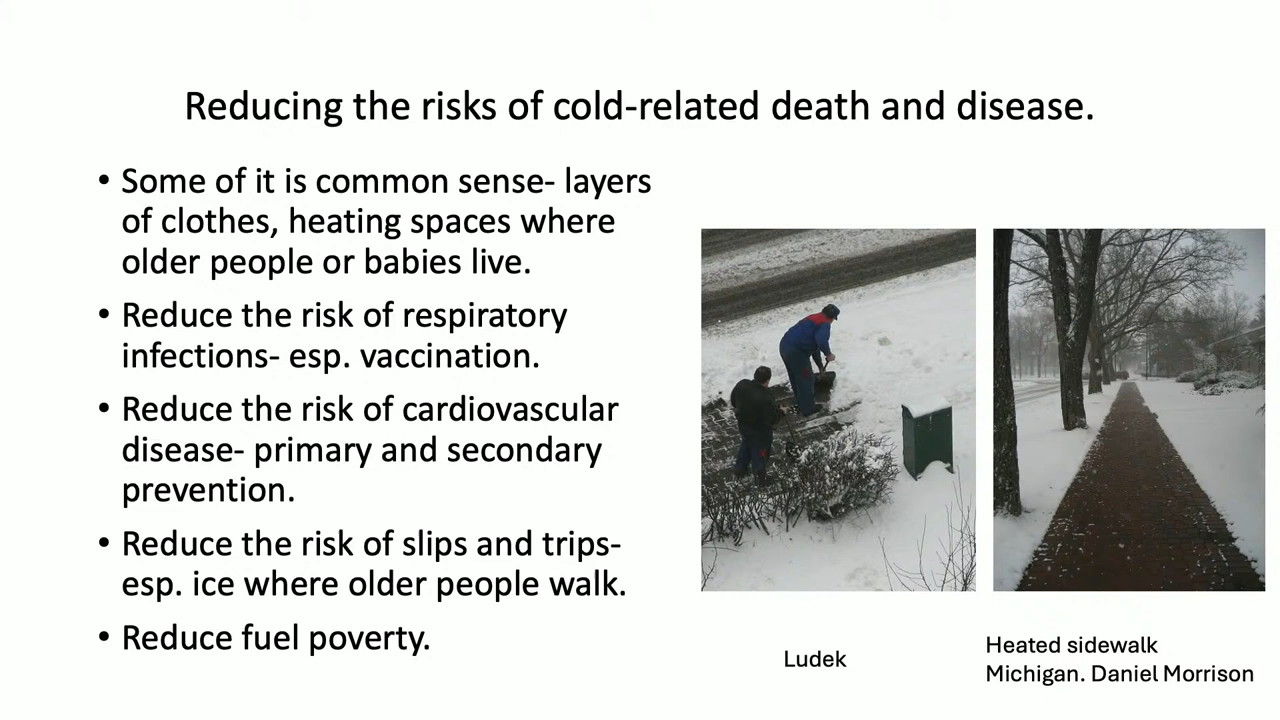 Reducing the risks of cold-related death and disease.
• Some of it is common sense- layers
of clothes, heating spaces where
older people or babies live.
• Reduce the risk of respiratory
infections- esp. vaccination.
• Reduce the risk of cardiovascular
disease- primary and secondary
prevention.
• Reduce the risk of slips and trips-
esp. ice where older people walk.
• Reduce fuel poverty.
Ludek
Heated sidewalk
Michigan. Daniel Morrison